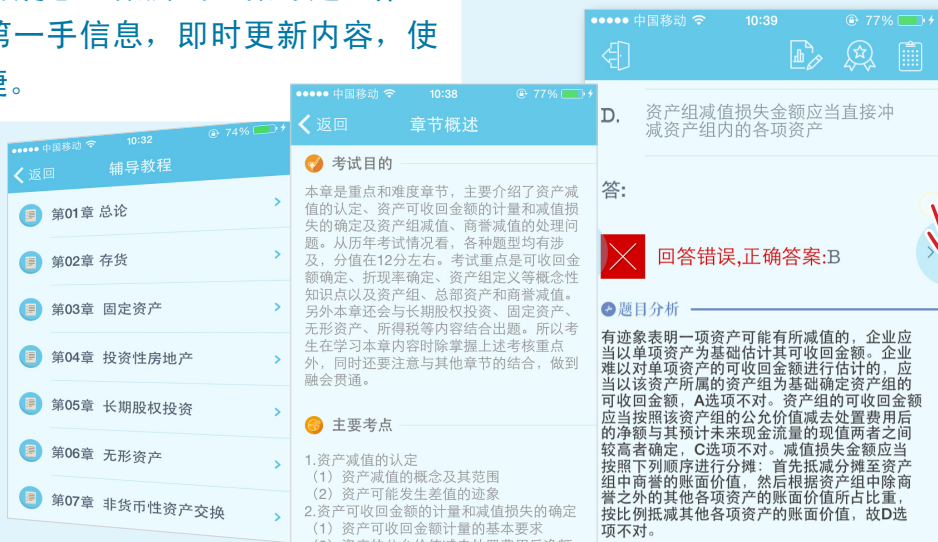 第一手信息，即时更新内容，使
捷。
中国移动
10:32
74%
返回
辅导教程
第01章 总论
第02章 存货
第03章 固定资产
第04章 投资性房地产
第05章 长期股权投资
第06章 无形资产
第07章 非货币性资产交换
中国移动
10:38
77%
返回
章节概述
考试目的
本章是重点和难度章节，主要介绍了资产减
值的认定、资产可收回金额的计量和减值损
失的确定及资产组减值、商誉减值的处理问
题。从历年考试情况看，各种题型均有涉
及，分值在12分左右。考试重点是可收回金
额确定、折现率确定、资产组定义等概念性
知识点以及资产组、总部资产和商誉减值。
另外本章还会与长期股权投资、固定资产、
无形资产、所得税等内容结合出题。所以考
生在学习本章内容时除掌握上述考核重点
外，同时还要注意与其他章节的结合，做到
融会贯通。
主要考点
1.资产减值的认定
（1）资产减值的概念及其范围
（2）资产可能发生差值的迹象
2.资产可收回金额的计量和减值损失的确定
（1）资产可收回金额计量的基本要求
中国移动
10:39
77%
D. 资产组减值损失金额应当直接冲
减资产组内的各项资产
答:
回答错误,正确答案:B
题目分析
有迹象表明一项资产可能有所减值的，企业应
当以单项资产为基础估计其可收回金额。企业
难以对单项资产的可收回金额进行估计的，应
当以该资产所属的资产组为基础确定资产组的
可收回金额，A选项不对。资产组的可收回金额
应当按照该资产组的公允价值减去处置费用后
的净额与其预计未来现金流量的现值两者之间
较高者确定，C选项不对。减值损失金额应当
按照下列顺序进行分摊：首先抵减分摊至资产
组中商誉的账面价值，然后根据资产组中除商
誉之外的其他各项资产的账面价值所占比重，
按比例抵减其他各项资产的账面价值，故D选
项不对。